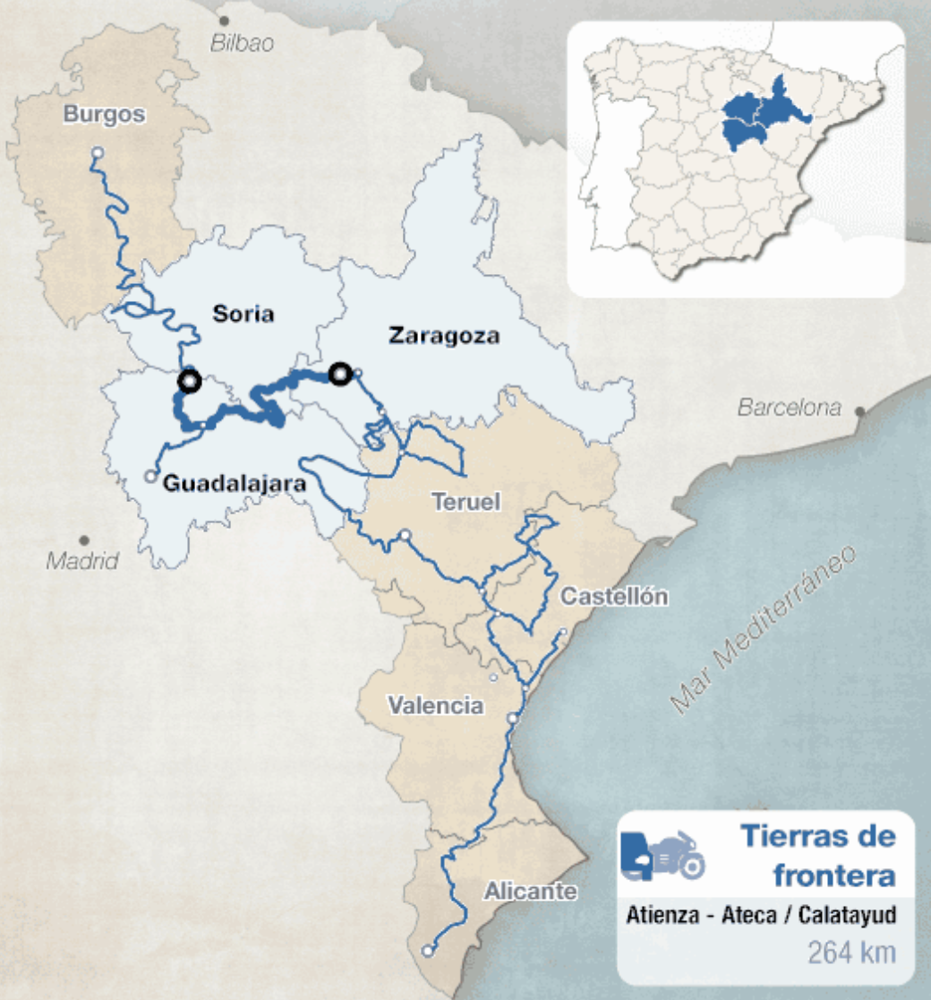 Bilbao
Burgos
Soria
Zaragoza
Barcelona
Guadalajara
Teruel
Madrid
Castellón
Mar Mediterráneo
Valencia
Alicante
Tierras de
frontera
Atienza - Ateca / Calatayud
264 km